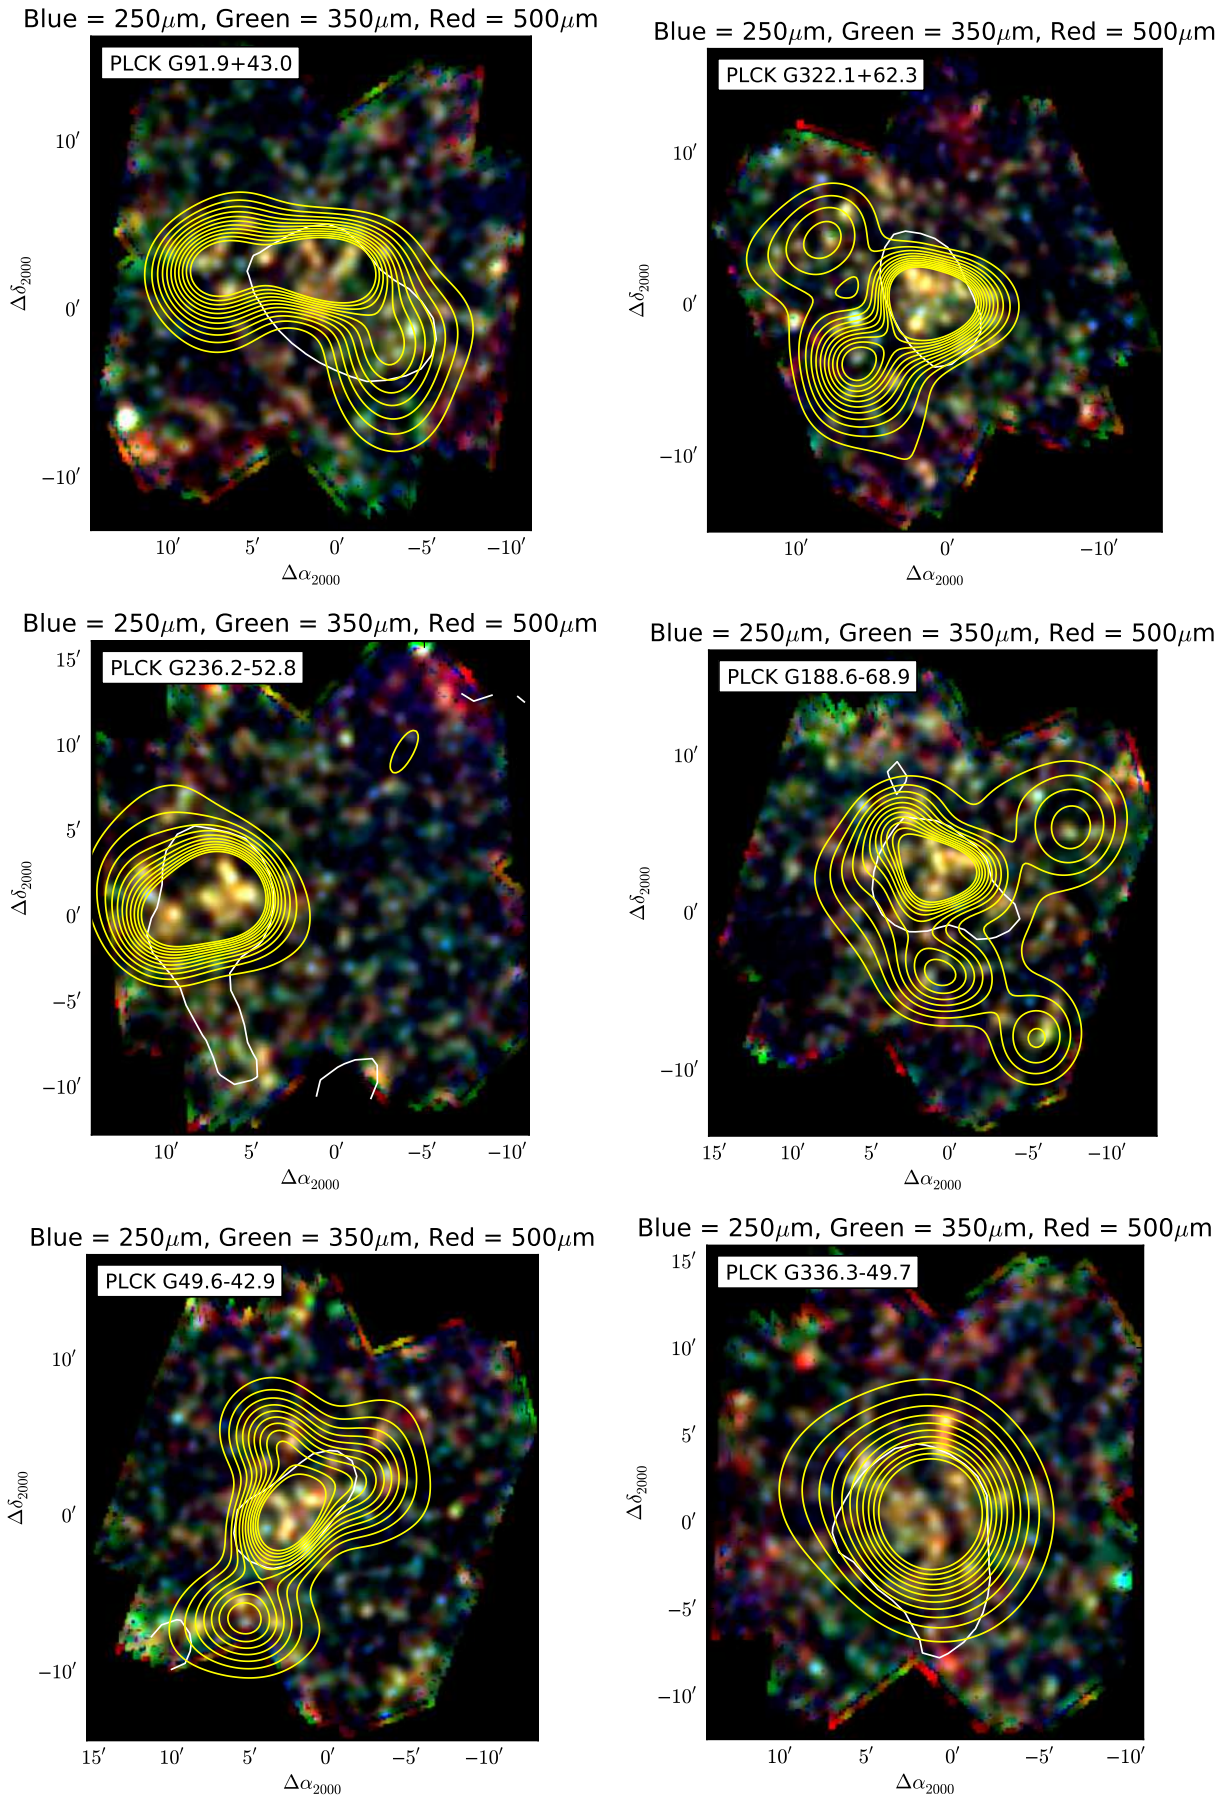 Blue = 250μm, Green = 350μm, Red = 500μm
PLCK G91.9+43.0
10′
0′
−10′
Δδ2000
10′ 5′ 0′ −5′ −10′
Δα2000
Blue = 250μm, Green = 350μm, Red = 500μm
PLCK G322.1+62.3
10′
0′
−10′
Δδ2000
10′ 0′ −10′
Δα2000
Blue = 250μm, Green = 350μm, Red = 500μm
PLCK G236.2-52.8
15′
10′
5′
0′
−5′
−10′
Δδ2000
10′ 5′ 0′ −5′ −10′
Δα2000
Blue = 250μm, Green = 350μm, Red = 500μm
PLCK G188.6-68.9
10′
5′
0′
−5′
−10′
Δδ2000
15′ 10′ 5′ 0′ −5′ −10′
Δα2000
Blue = 250μm, Green = 350μm, Red = 500μm
PLCK G49.6-42.9
10′
5′
0′
−5′
−10′
Δδ2000
15′ 10′ 5′ 0′ −5′ −10′
Δα2000
Blue = 250μm, Green = 350μm, Red = 500μm
PLCK G336.3-49.7
15′
10′
5′
0′
−5′
−10′
Δδ2000
10′ 5′ 0′ −5′ −10′
Δα2000